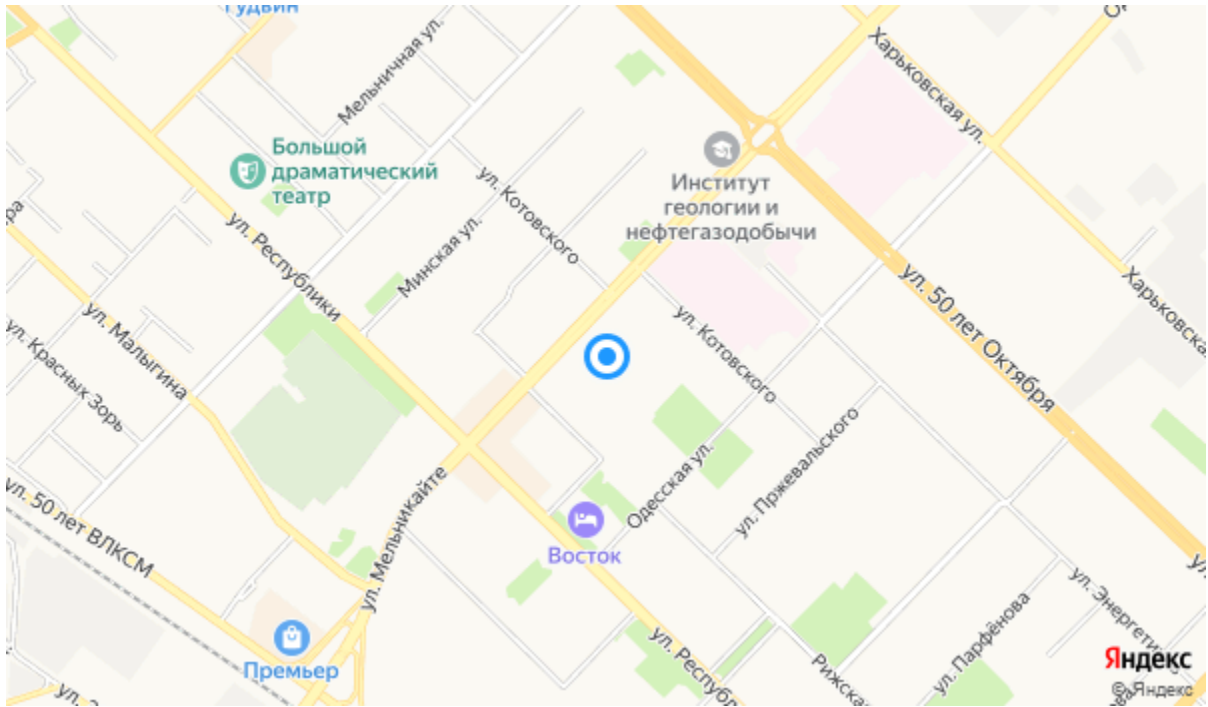 Гудвин
Мельничная ул.
Харьковская ул.
Большой
драматический
театр
Институт
геологии и
нефтегазодобычи
ул. Котовского
Минская ул.
ул. Республики
ул. Малыгина
ул. Красных Зорь
ул. 50 лет Октября
Харьковская
ул. Котовского
ул. Пржевальского
Одесская ул.
ул. Мельникайте
ул. 50 лет ВЛКСМ
Восток
Премьер
ул. Республ
Рижская
ул. Парфёнова
ул. Энергети
Яндекс
© Яндекс